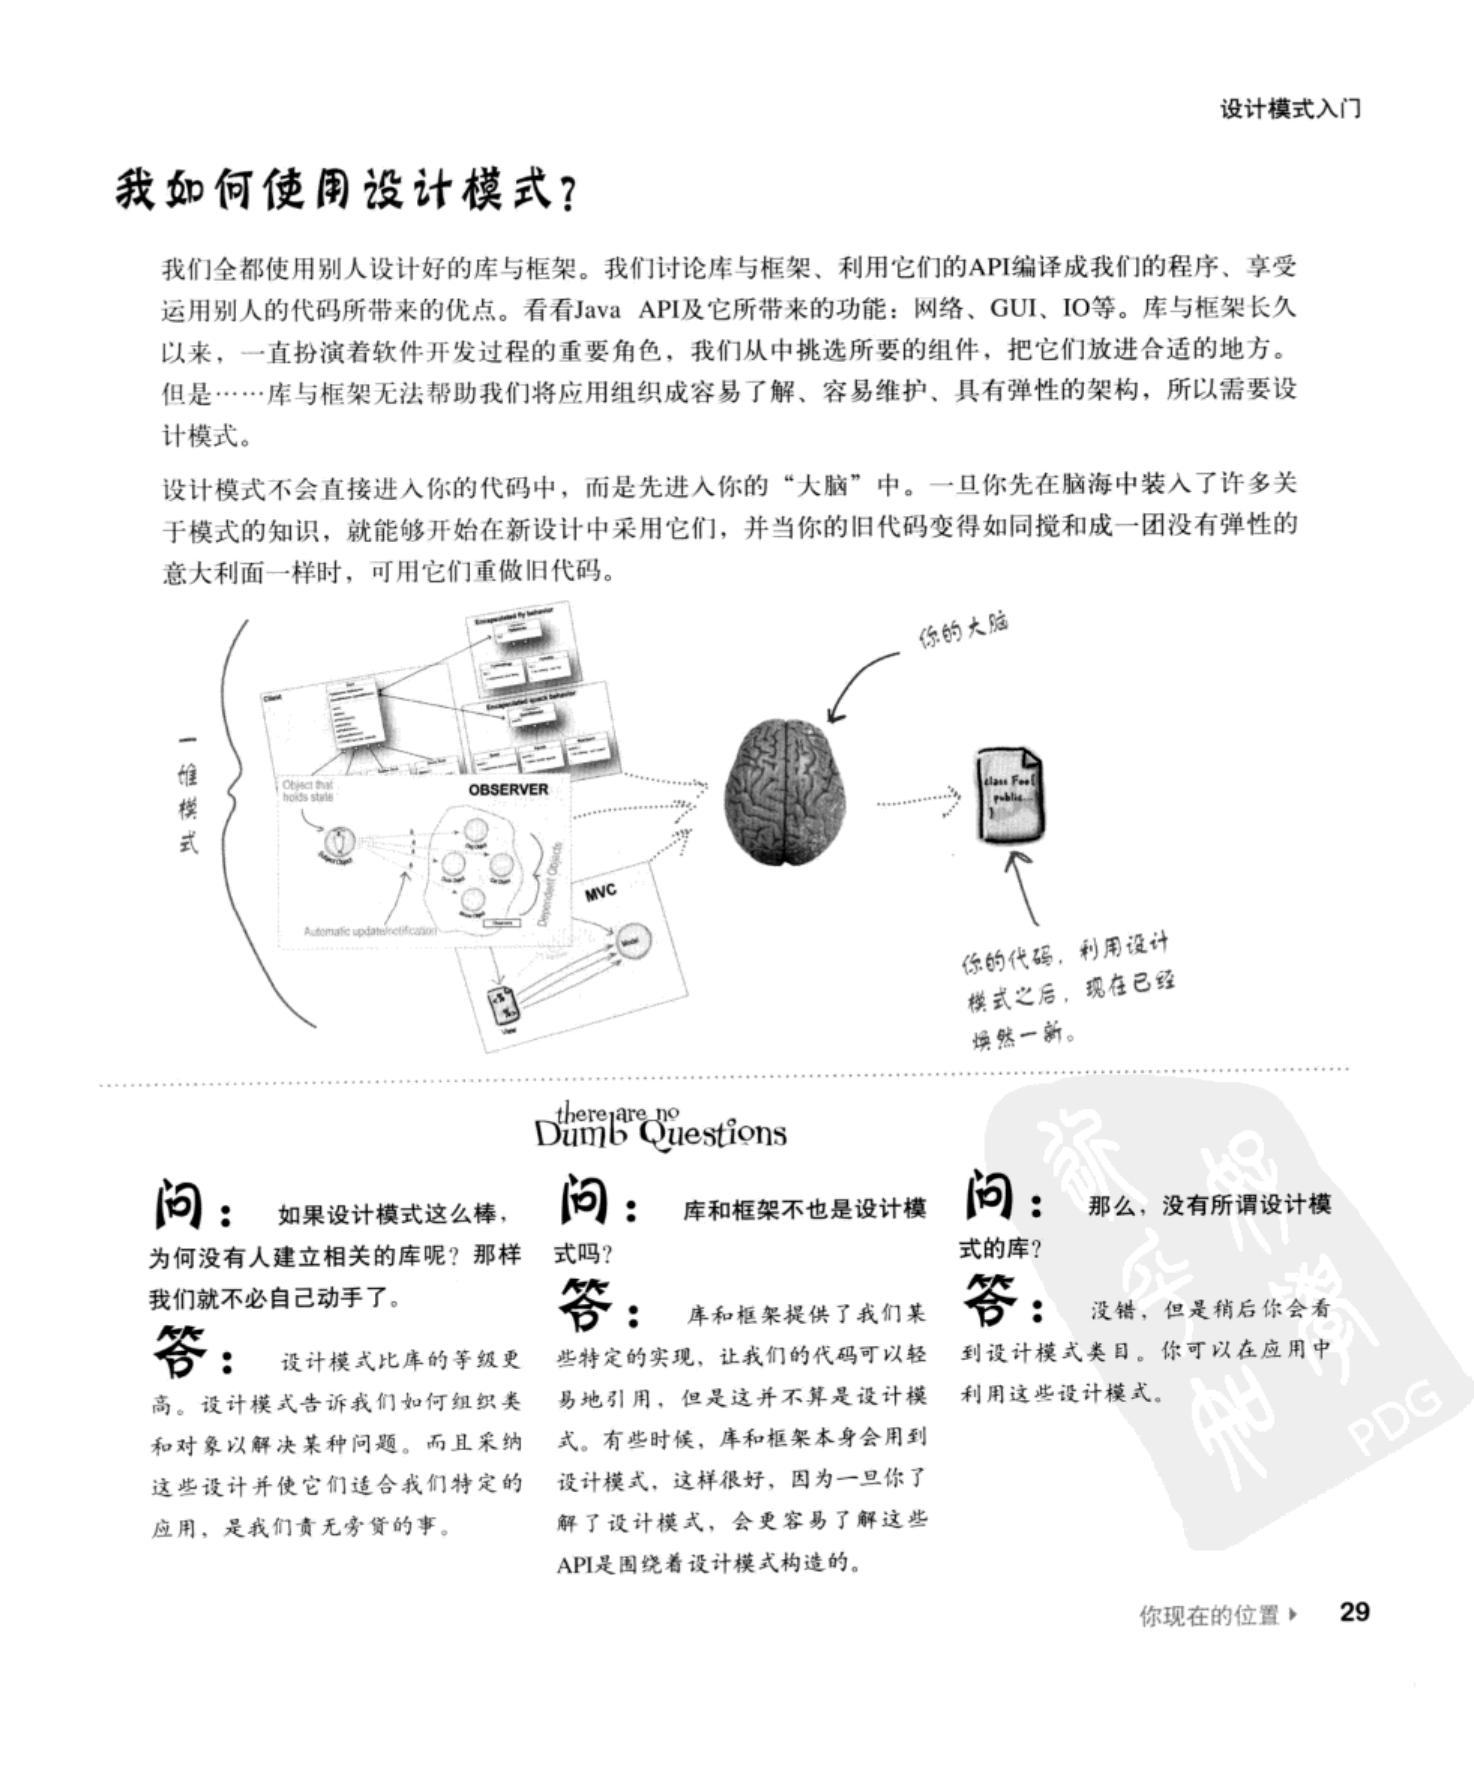 设计模式入门
我如何使用设计模式？
我们全都使用别人设计好的库与框架。我们讨论库与框架、利用它们的API编译成我们的程序、享受
运用别人的代码所带来的优点。看看Java API及它所带来的功能：网络、GUI、IO等。库与框架长久
以来，一直扮演着软件开发过程的重要角色，我们从中挑选所要的组件，把它们放进合适的地方。
但是……库与框架无法帮助我们将应用组织成容易了解、容易维护、具有弹性的架构，所以需要设
计模式。
设计模式不会直接进入你的代码中，而是先进入你的“大脑”中。一旦你先在脑海中装入了许多关
于模式的知识，就能够开始在新设计中采用它们，并当你的旧代码变得如同搅和成一团没有弹性的
意大利面一样时，可用它们重做旧代码。
一堆模式
Encapsulated fly behavior
Client
Encapsulated quack behavior
Object that
holds state
OBSERVER
Subject Object
Dog Object
Duck Object
Cat Object
Mouse Object
Dependent Objects
Automatic update/notification
MVC
Model
View
你的大脑
class Foo{
public...
}
你的代码，利用设计
模式之后，现在已经
焕然一新。
there are no
Dumb Questions
问： 如果设计模式这么棒，
为何没有人建立相关的库呢？那样
我们就不必自己动手了。
答： 设计模式比库的等级更
高。设计模式告诉我们如何组织类
和对象以解决某种问题。而且采纳
这些设计并使它们适合我们特定的
应用，是我们责无旁贷的事。
问： 库和框架不也是设计模
式吗？
答： 库和框架提供了我们某
些特定的实现，让我们的代码可以轻
易地引用，但是这并不算是设计模
式。有些时候，库和框架本身会用到
设计模式，这样很好，因为一旦你了
解了设计模式，会更容易了解这些
API是围绕着设计模式构造的。
问： 那么，没有所谓设计模
式的库？
答： 没错，但是稍后你会看
到设计模式类目。你可以在应用中
利用这些设计模式。
PDG
你现在的位置 ▸ 29